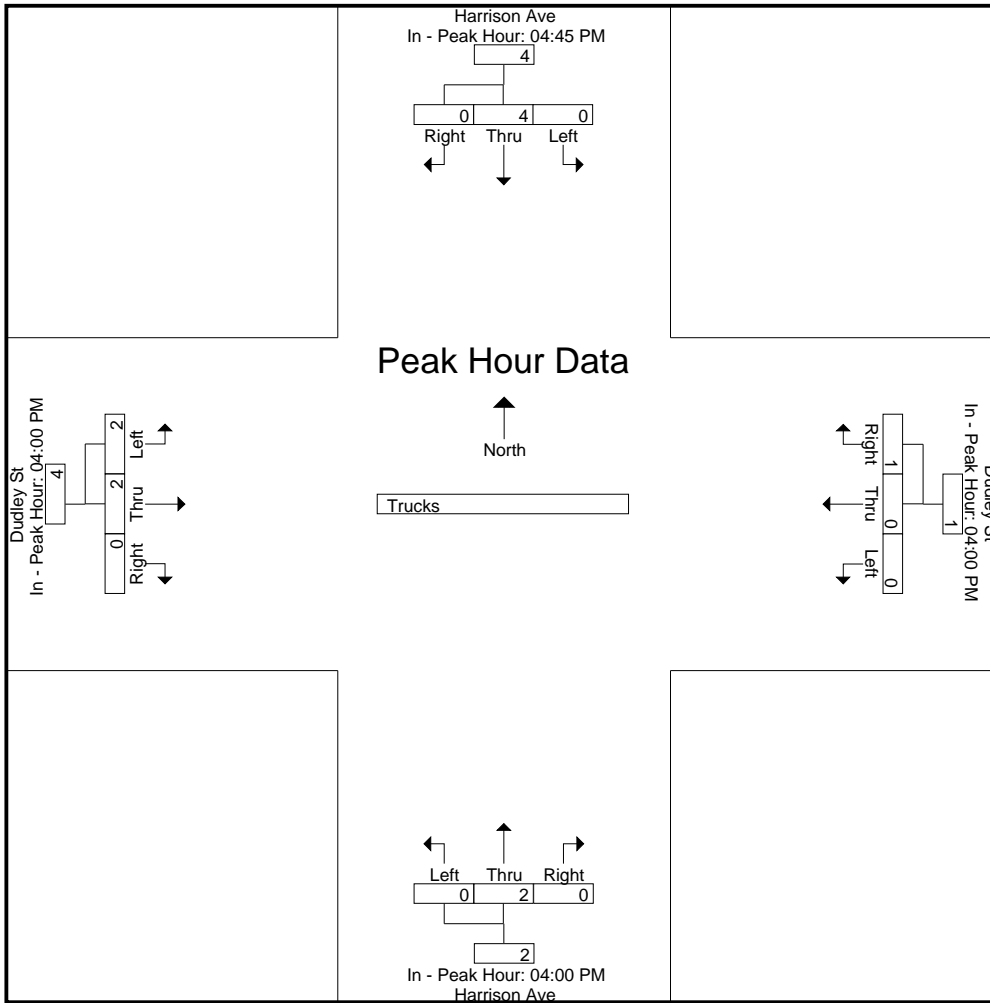 Harrison Ave
In - Peak Hour: 04:45 PM
4
0 4 0
Right Thru Left
Peak Hour Data
North
Trucks
Dudley St
In - Peak Hour: 04:00 PM
4
2 2 0
Left Thru Right
Dudley St
In - Peak Hour: 04:00 PM
1
1 0 0
Right Thru Left
Left Thru Right
0 2 0
2
In - Peak Hour: 04:00 PM
Harrison Ave